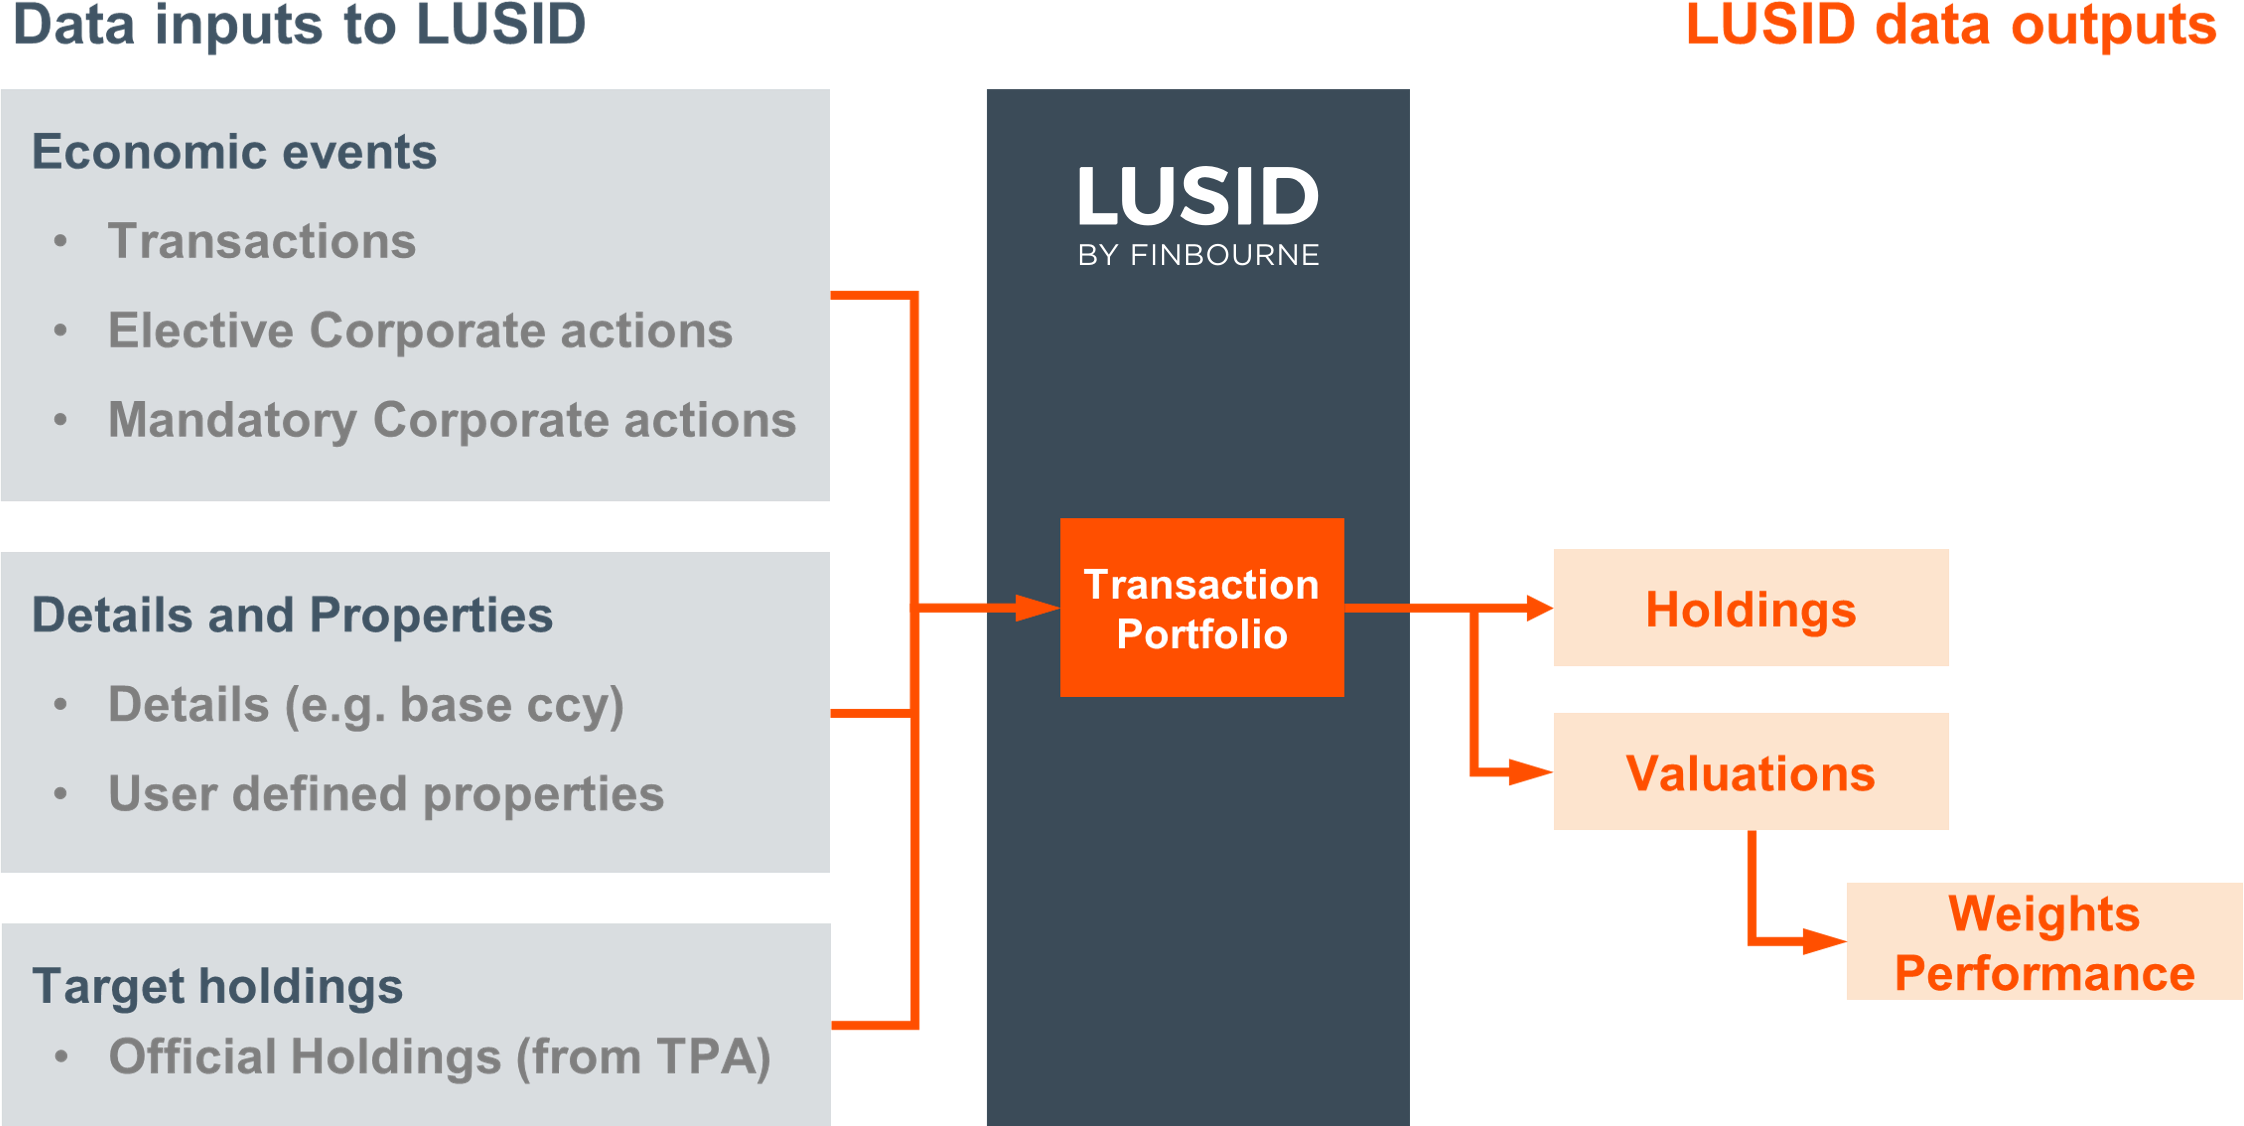 Data inputs to LUSID
LUSID data outputs
Economic events
• Transactions
• Elective Corporate actions
• Mandatory Corporate actions
Details and Properties
• Details (e.g. base ccy)
• User defined properties
Target holdings
• Official Holdings (from TPA)
LUSID
BY FINBOURNE
Transaction
Portfolio
Holdings
Valuations
Weights
Performance